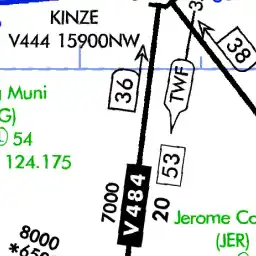 KINZE
V444 15900NW
38
36
TWF
Muni
G)
54
124.175
53
7000
V484
20
Jerome Co
(JER)
8000